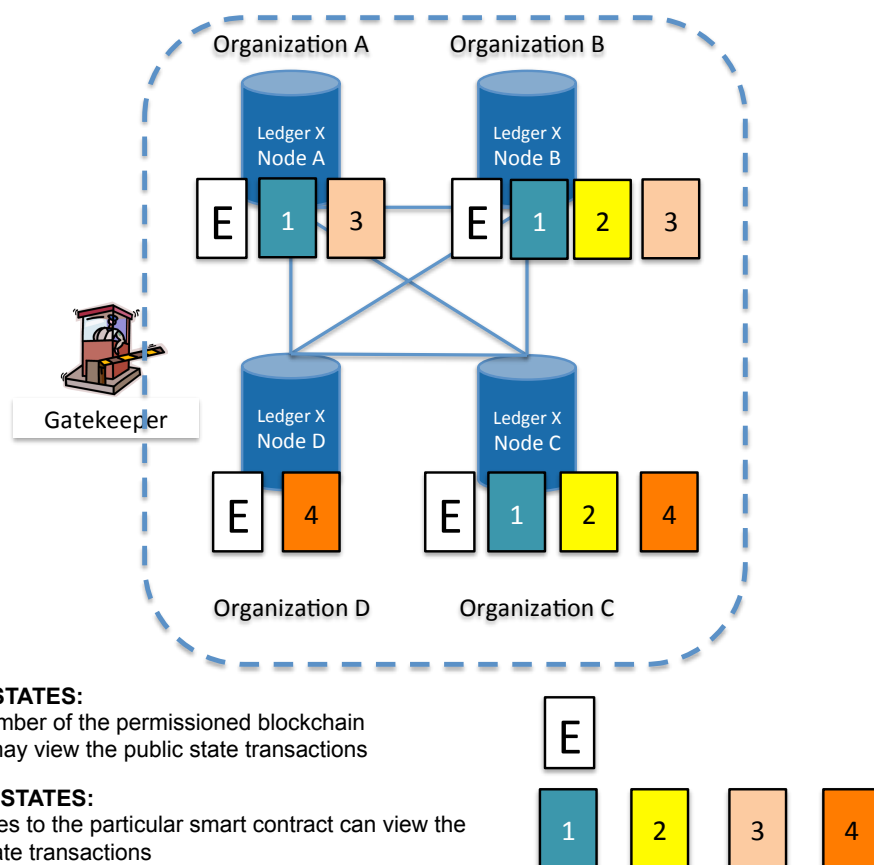 Organization A
Organization B
Ledger X
Node A
Ledger X
Node B
E
1
3
E
1
2
3
Gatekeeper
Ledger X
Node D
Ledger X
Node C
E
4
E
1
2
4
Organization D
Organization C
STATES:
mber of the permissioned blockchain
may view the public state transactions
E
STATES:
es to the particular smart contract can view the
ate transactions
1
2
3
4